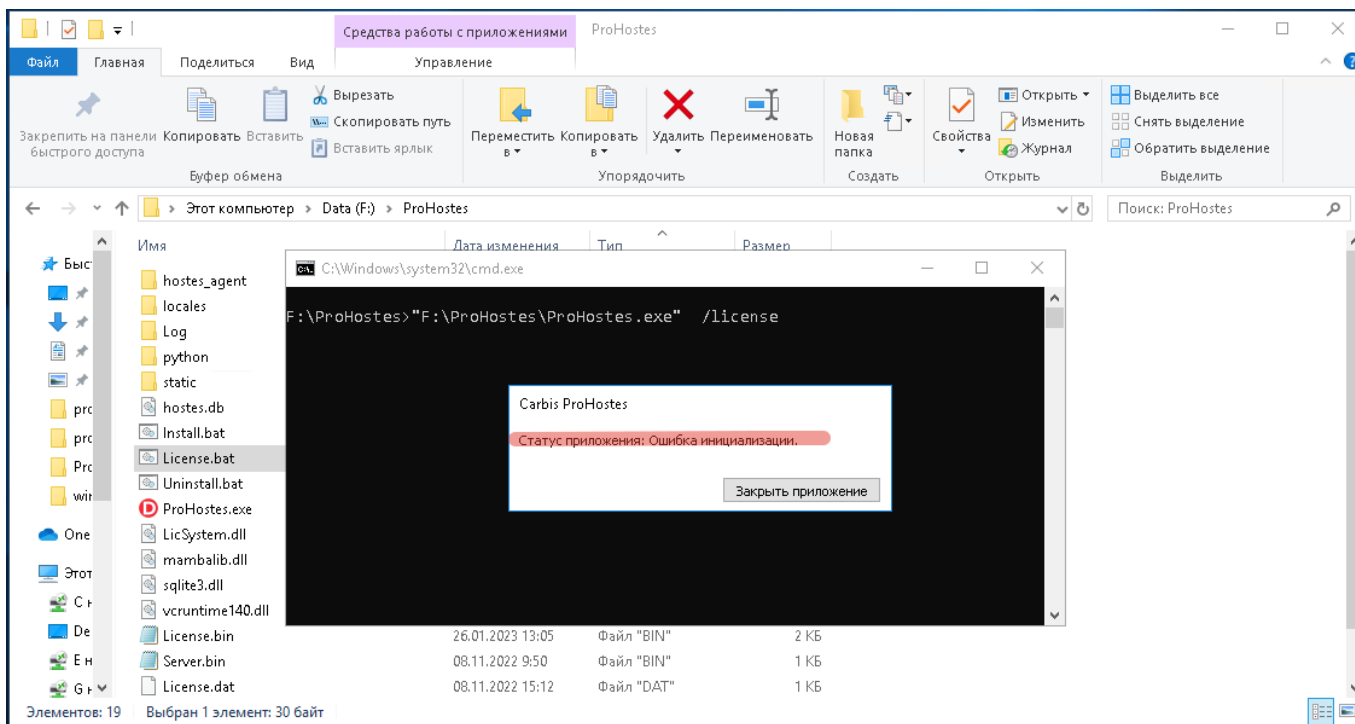 Средства работы с приложениями
ProHostes
Файл
Главная
Поделиться
Вид
Управление
Закрепить на панели быстрого доступа
Копировать
Вставить
Вырезать
Скопировать путь
Вставить ярлык
Переместить в
Копировать в
Удалить
Переименовать
Новая папка
Свойства
Открыть
Изменить
Журнал
Выделить все
Снять выделение
Обратить выделение
Буфер обмена
Упорядочить
Создать
Открыть
Выделить
Этот компьютер
Data (F:)
ProHostes
Поиск: ProHostes
Имя
Дата изменения
Тип
Размер
Быс
prc
prc
Prc
wir
One
Этот
C н
De
E н
G н
hostes_agent
locales
Log
python
static
hostes.db
Install.bat
License.bat
Uninstall.bat
ProHostes.exe
LicSystem.dll
mambalib.dll
sqlite3.dll
vcruntime140.dll
License.bin 26.01.2023 13:05 Файл "BIN" 2 КБ
Server.bin 08.11.2022 9:50 Файл "BIN" 1 КБ
License.dat 08.11.2022 15:12 Файл "DAT" 1 КБ
C:\Windows\system32\cmd.exe
F:\ProHostes>"F:\ProHostes\ProHostes.exe"  /license
Carbis ProHostes
Статус приложения: Ошибка инициализации.
Закрыть приложение
Элементов: 19
Выбран 1 элемент: 30 байт